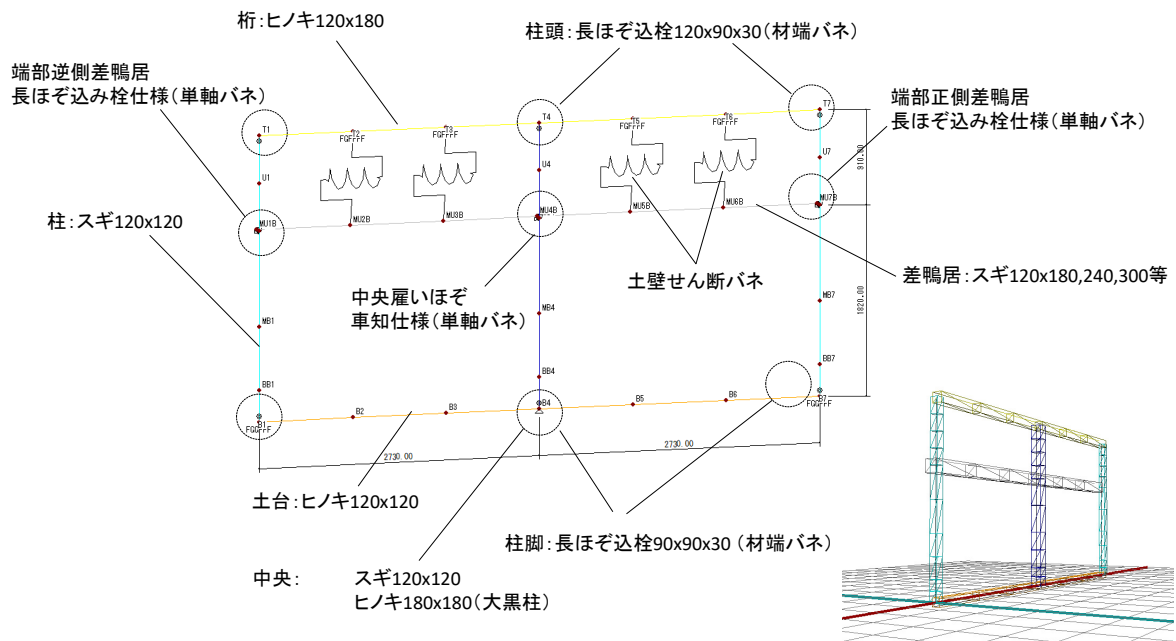 桁：ヒノキ120x180
柱頭：長ほぞ込栓120x90x30（材端バネ）
端部逆側差鴨居
長ほぞ込み栓仕様（単軸バネ）
端部正側差鴨居
長ほぞ込み栓仕様（単軸バネ）
T1
T2
FGFFFF
T3
FGFFFF
T4
T5
FGFFFF
T6
FGFFFF
T7
U1
U4
U7
910.00
柱：スギ120x120
MU1B
MU2B
MU3B
MU4B
MU5B
MU6B
MU7B
土壁せん断バネ
差鴨居：スギ120x180,240,300等
中央雇いほぞ
車知仕様（単軸バネ）
MB1
MB4
MB7
1820.00
BB1
BB4
BB7
B1
B2
B3
B4
B5
B6
B7
2730.00
2730.00
土台：ヒノキ120x120
柱脚：長ほぞ込栓90x90x30 （材端バネ）
中央： スギ120x120
ヒノキ180x180（大黒柱）